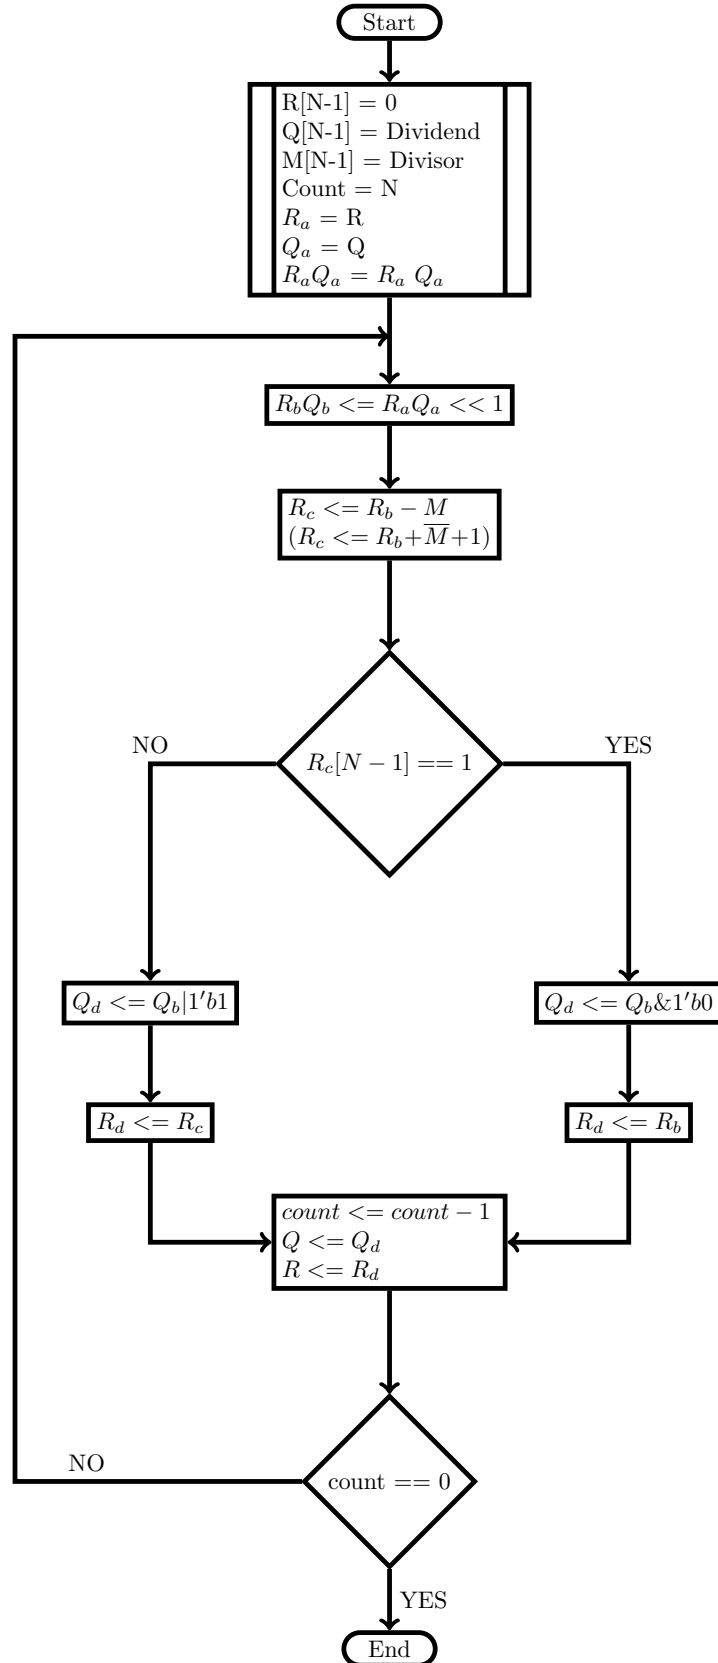 Start
R[N-1] = 0
Q[N-1] = Dividend
M[N-1] = Divisor
Count = N
$R_a$ = R
$Q_a$ = Q
$R_aQ_a = R_a\ Q_a$
$R_bQ_b <= R_aQ_a << 1$
$R_c <= R_b - M$
$(R_c <= R_b + \overline{M} + 1)$
NO
YES
$R_c[N-1] == 1$
$Q_d <= Q_b|1'b1$
$Q_d <= Q_b\&1'b0$
$R_d <= R_c$
$R_d <= R_b$
$count <= count - 1$
$Q <= Q_d$
$R <= R_d$
NO
count == 0
YES
End